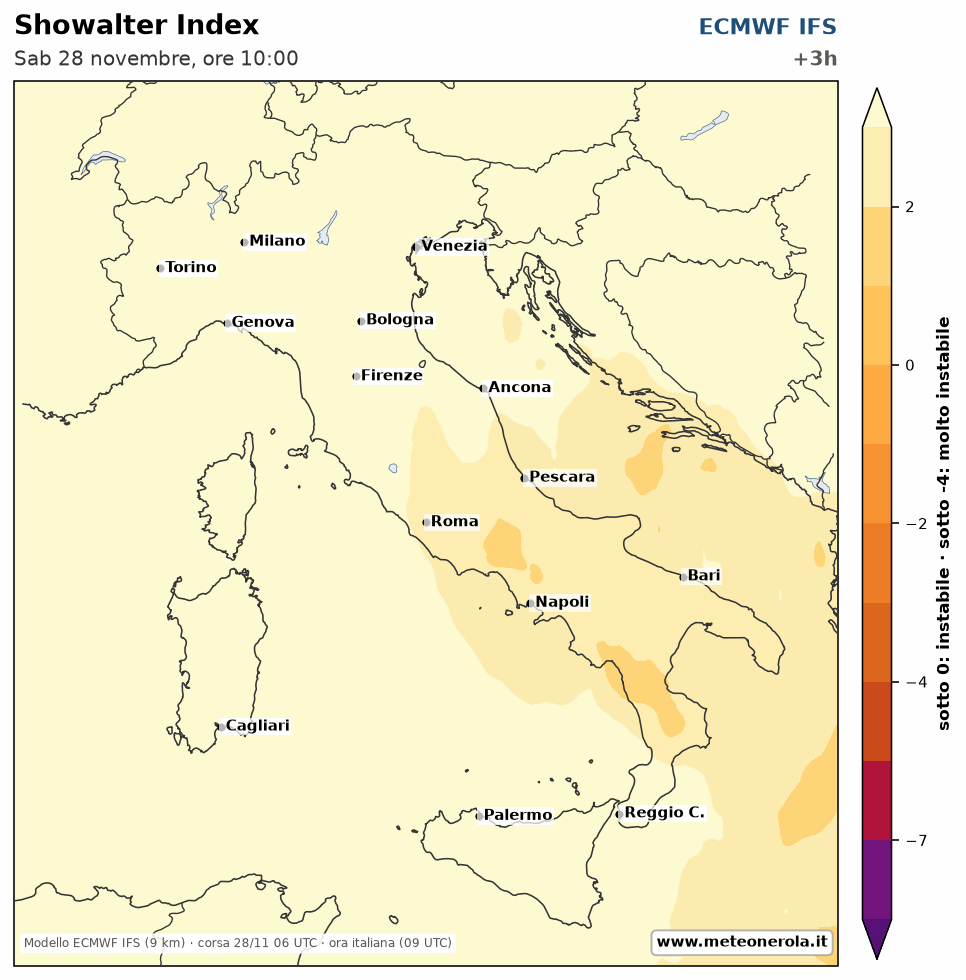 Showalter Index
ECMWF IFS
Sab 28 novembre, ore 10:00
+3h
Milano
Venezia
Torino
Genova
Bologna
Firenze
Ancona
Pescara
Roma
Bari
Napoli
Cagliari
Palermo
Reggio C.
2
0
−2
−4
−7
sotto 0: instabile · sotto -4: molto instabile
Modello ECMWF IFS (9 km) · corsa 28/11 06 UTC · ora italiana (09 UTC)
www.meteonerola.it